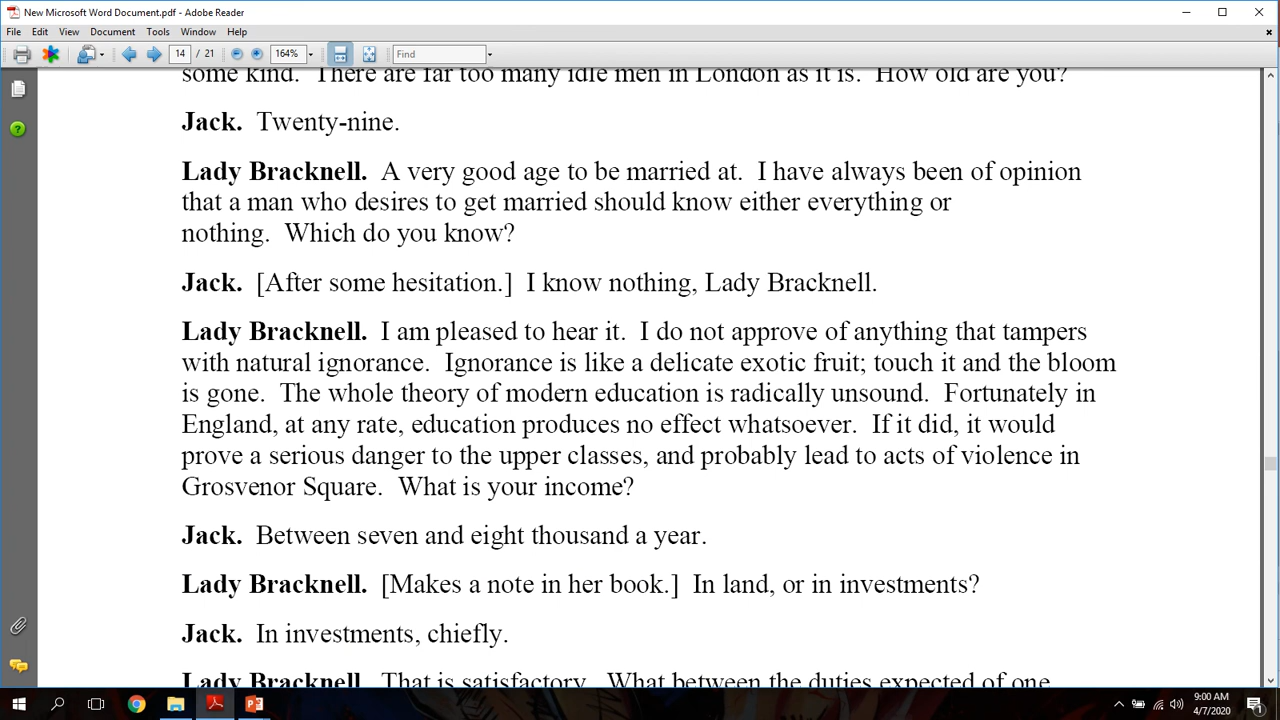 New Microsoft Word Document.pdf - Adobe Reader
File Edit View Document Tools Window Help
14 / 21 164% Find
some kind.  There are far too many idle men in London as it is.  How old are you?
Jack.  Twenty-nine.
Lady Bracknell.  A very good age to be married at.  I have always been of opinion
that a man who desires to get married should know either everything or
nothing.  Which do you know?
Jack.  [After some hesitation.]  I know nothing, Lady Bracknell.
Lady Bracknell.  I am pleased to hear it.  I do not approve of anything that tampers
with natural ignorance.  Ignorance is like a delicate exotic fruit; touch it and the bloom
is gone.  The whole theory of modern education is radically unsound.  Fortunately in
England, at any rate, education produces no effect whatsoever.  If it did, it would
prove a serious danger to the upper classes, and probably lead to acts of violence in
Grosvenor Square.  What is your income?
Jack.  Between seven and eight thousand a year.
Lady Bracknell.  [Makes a note in her book.]  In land, or in investments?
Jack.  In investments, chiefly.
Lady Bracknell.  That is satisfactory.  What between the duties expected of one
9:00 AM
4/7/2020